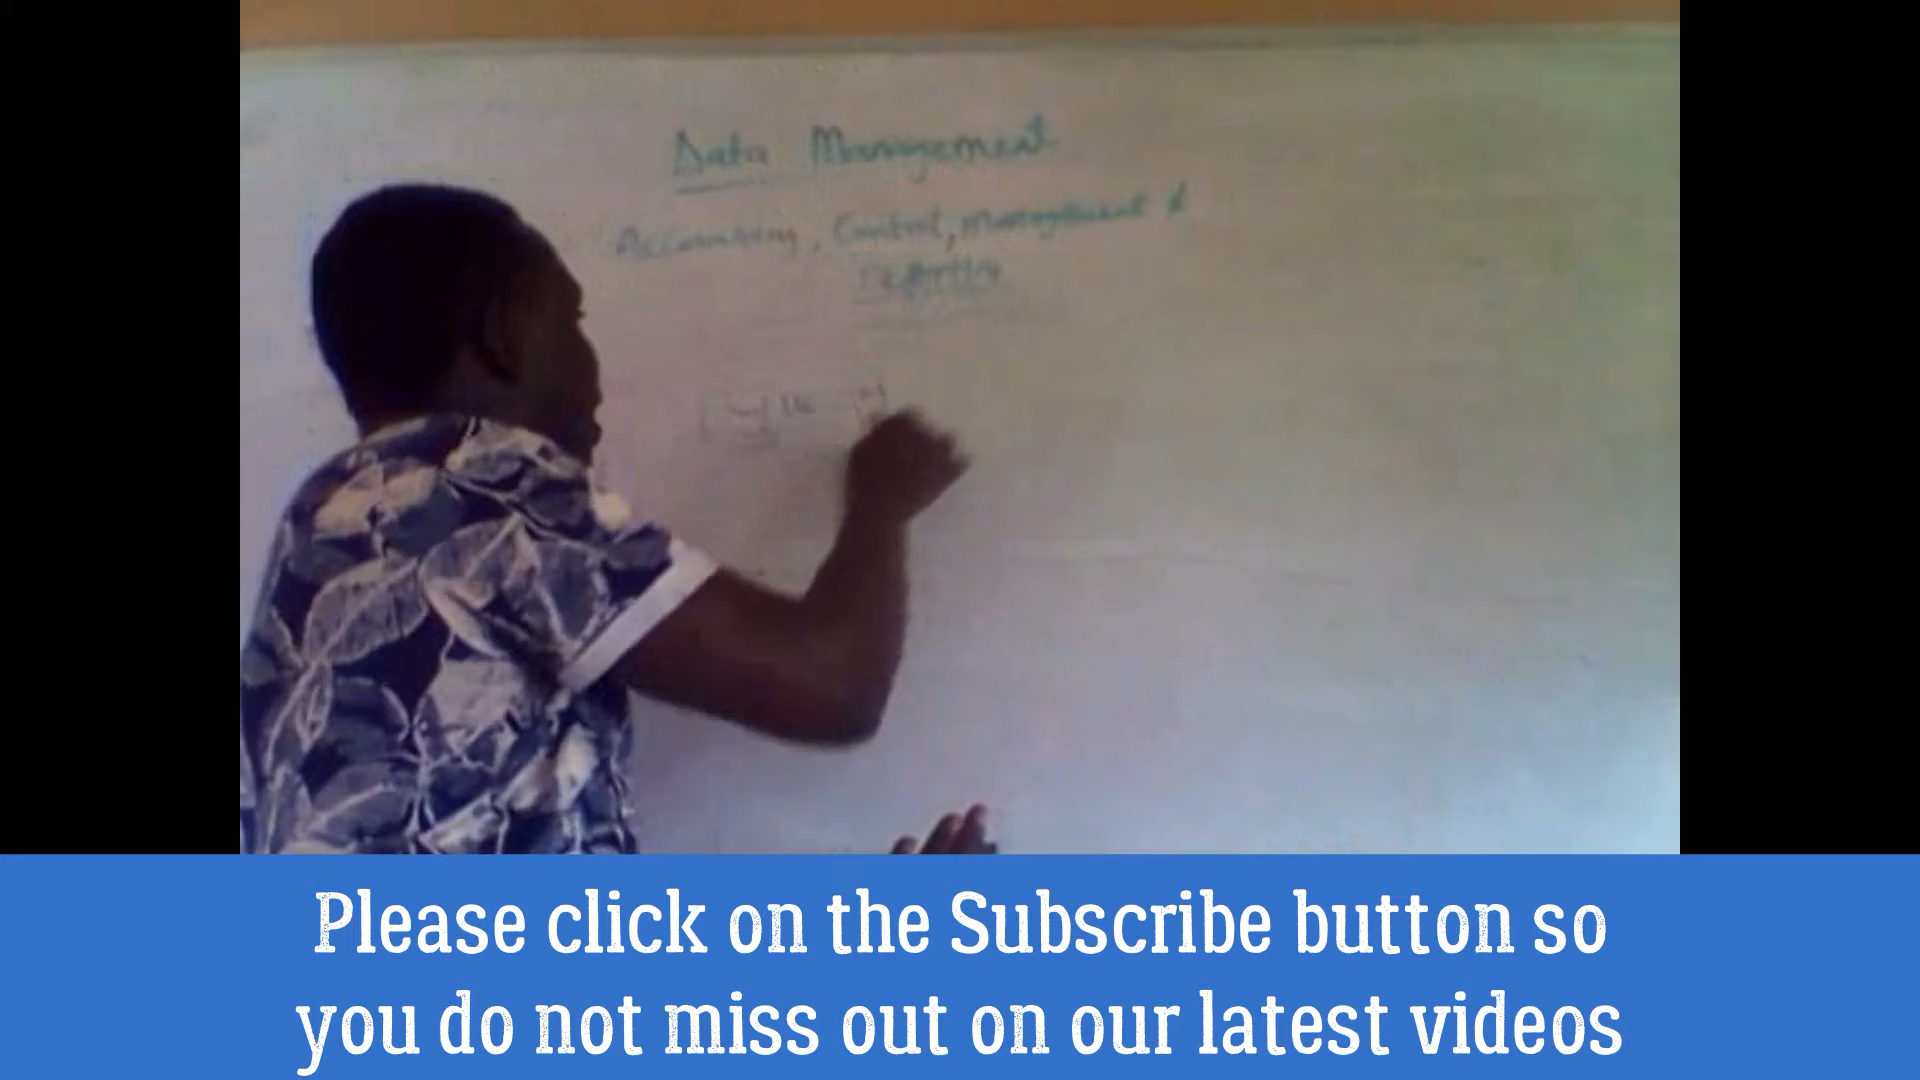 Data Management
Accounting, Control, management &
Please click on the Subscribe button so
you do not miss out on our latest videos